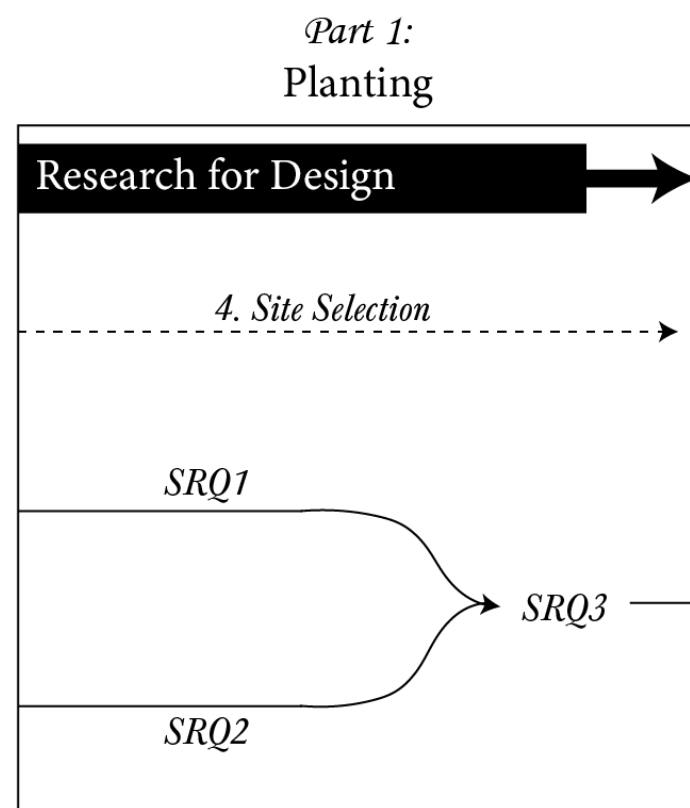 Part 1:
Planting
Research for Design
4. Site Selection
SRQ1
SRQ3
SRQ2